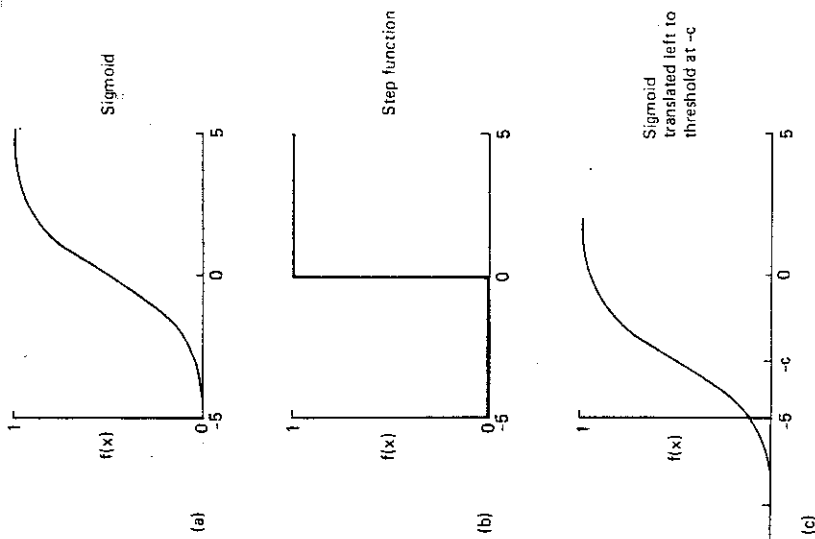 1
f(x)
0
-5
0
5
Sigmoid
(a)
1
f(x)
0
-5
0
5
Step function
(b)
1
f(x)
-5
-c
0
5
Sigmoid
translated left to
threshold at -c
(c)